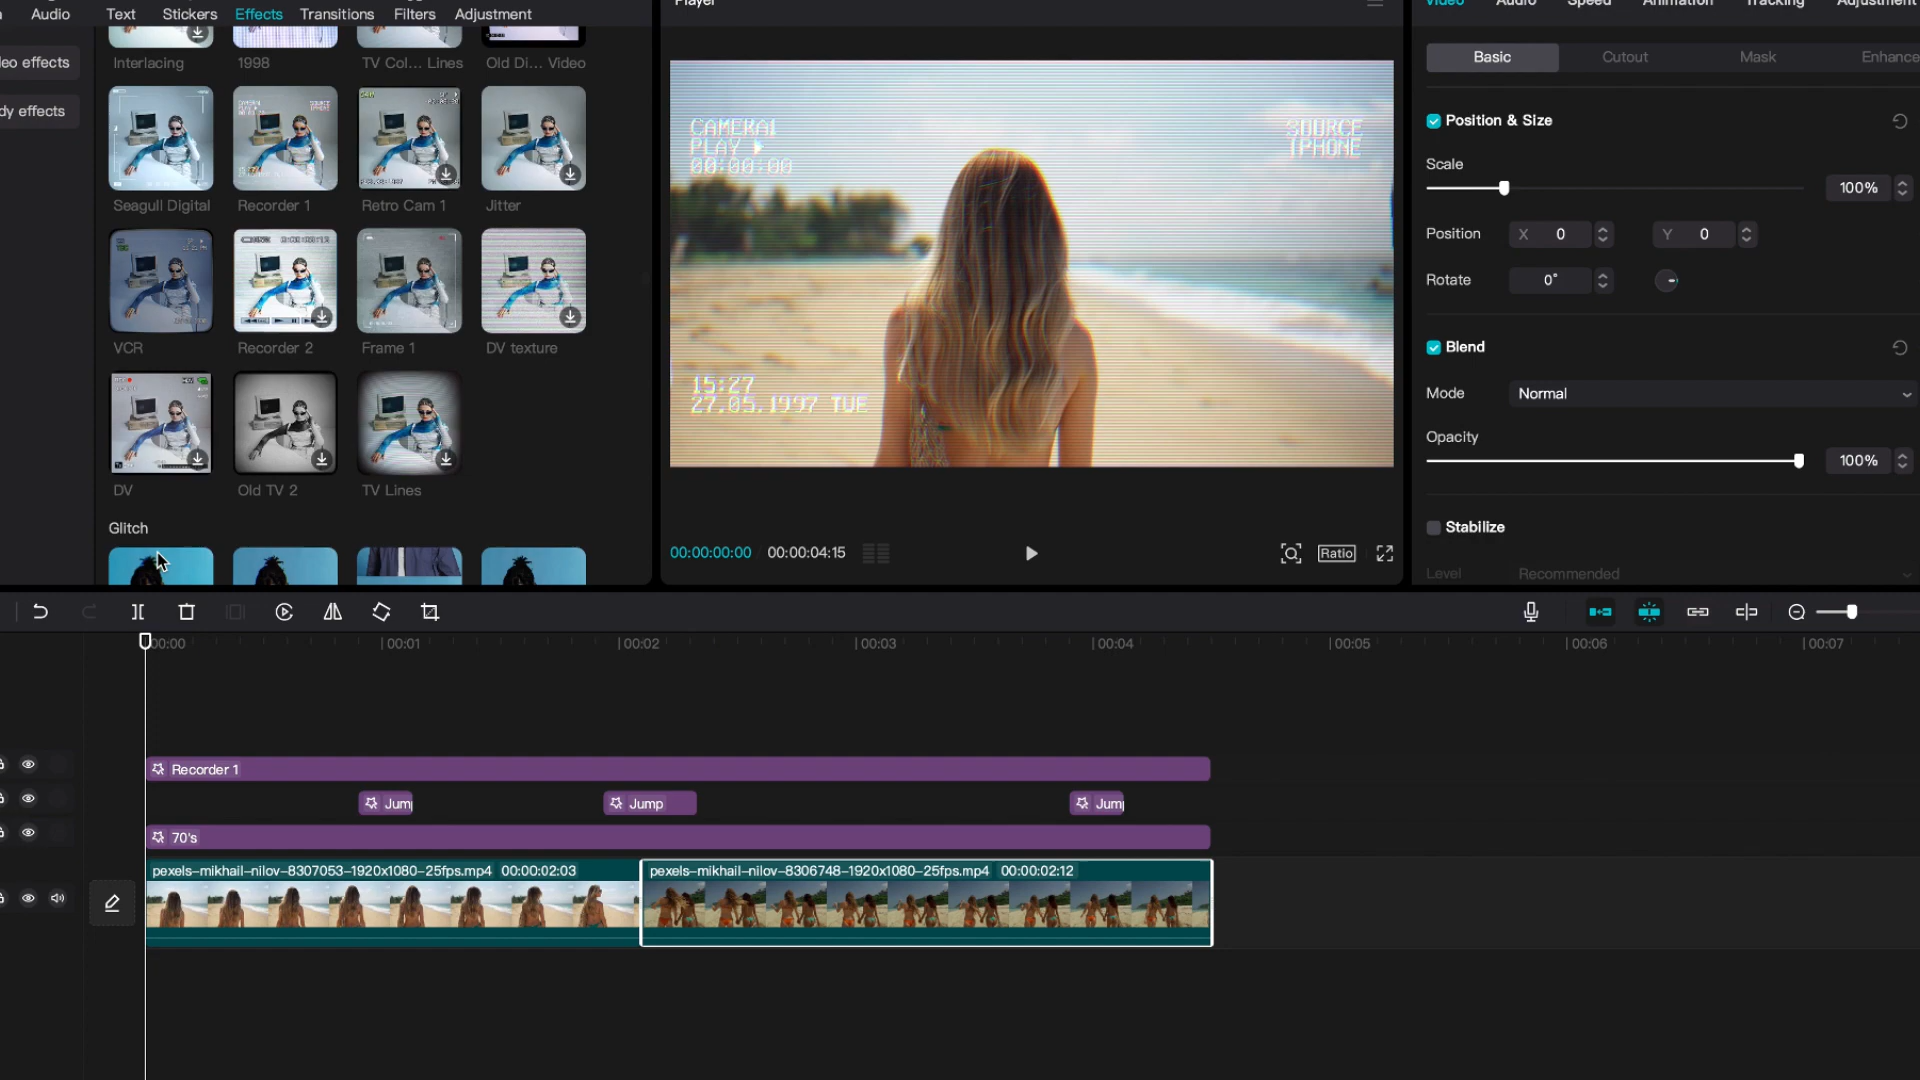 Audio Text Stickers Effects Transitions Filters Adjustment
Player
Video Audio Speed Animation Tracking Adjustment
eo effects
dy effects
Interlacing 1998 TV Col... Lines Old Di... Video
Seagull Digital Recorder 1 Retro Cam 1 Jitter
VCR Recorder 2 Frame 1 DV texture
DV Old TV 2 TV Lines
Glitch
CAMERA1
PLAY
00:00:00
SOURCE
IPHONE
15:27
27.05.1997 TUE
00:00:00:00 00:00:04:15
Ratio
Basic Cutout Mask Enhance
Position & Size
Scale
100%
Position X 0 Y 0
Rotate 0°
Blend
Mode Normal
Opacity
100%
Stabilize
Level Recommended
00:00 00:01 00:02 00:03 00:04 00:05 00:06 00:07
Recorder 1
Jump Jump Jump
70's
pexels-mikhail-nilov-8307053-1920x1080-25fps.mp4 00:00:02:03
pexels-mikhail-nilov-8306748-1920x1080-25fps.mp4 00:00:02:12